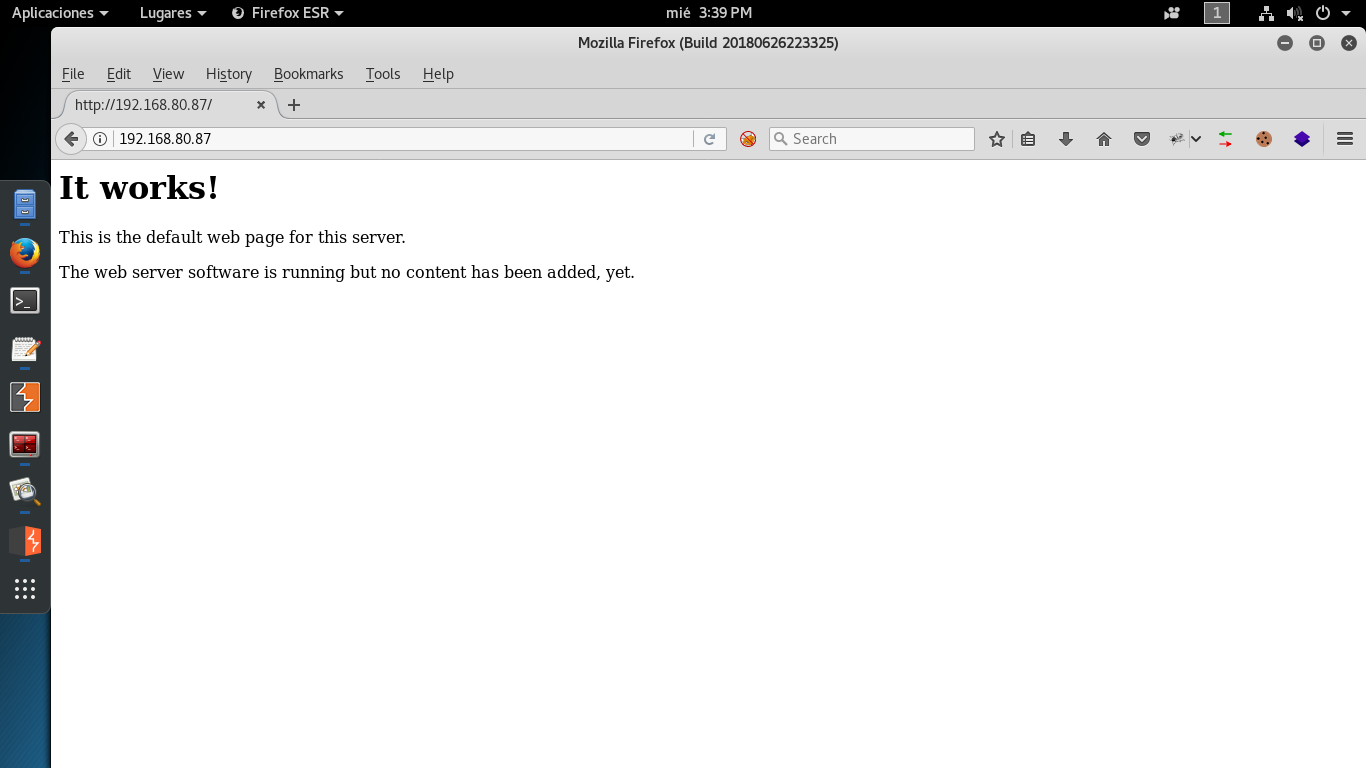 Aplicaciones Lugares Firefox ESR mié 3:39 PM 1
Mozilla Firefox (Build 20180626223325)
File Edit View History Bookmarks Tools Help
http://192.168.80.87/
192.168.80.87 Search
It works!
This is the default web page for this server.
The web server software is running but no content has been added, yet.